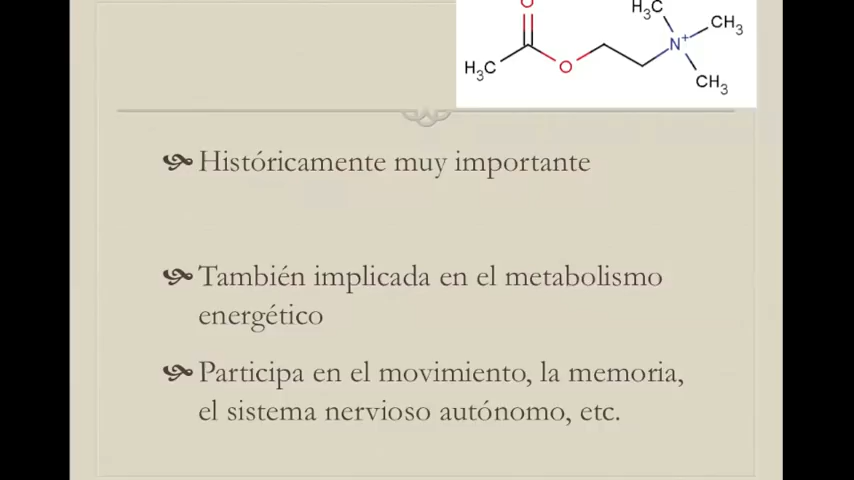 O
H₃C
CH₃
N⁺
H₃C
O
CH₃
Históricamente muy importante
También implicada en el metabolismo
energético
Participa en el movimiento, la memoria,
el sistema nervioso autónomo, etc.